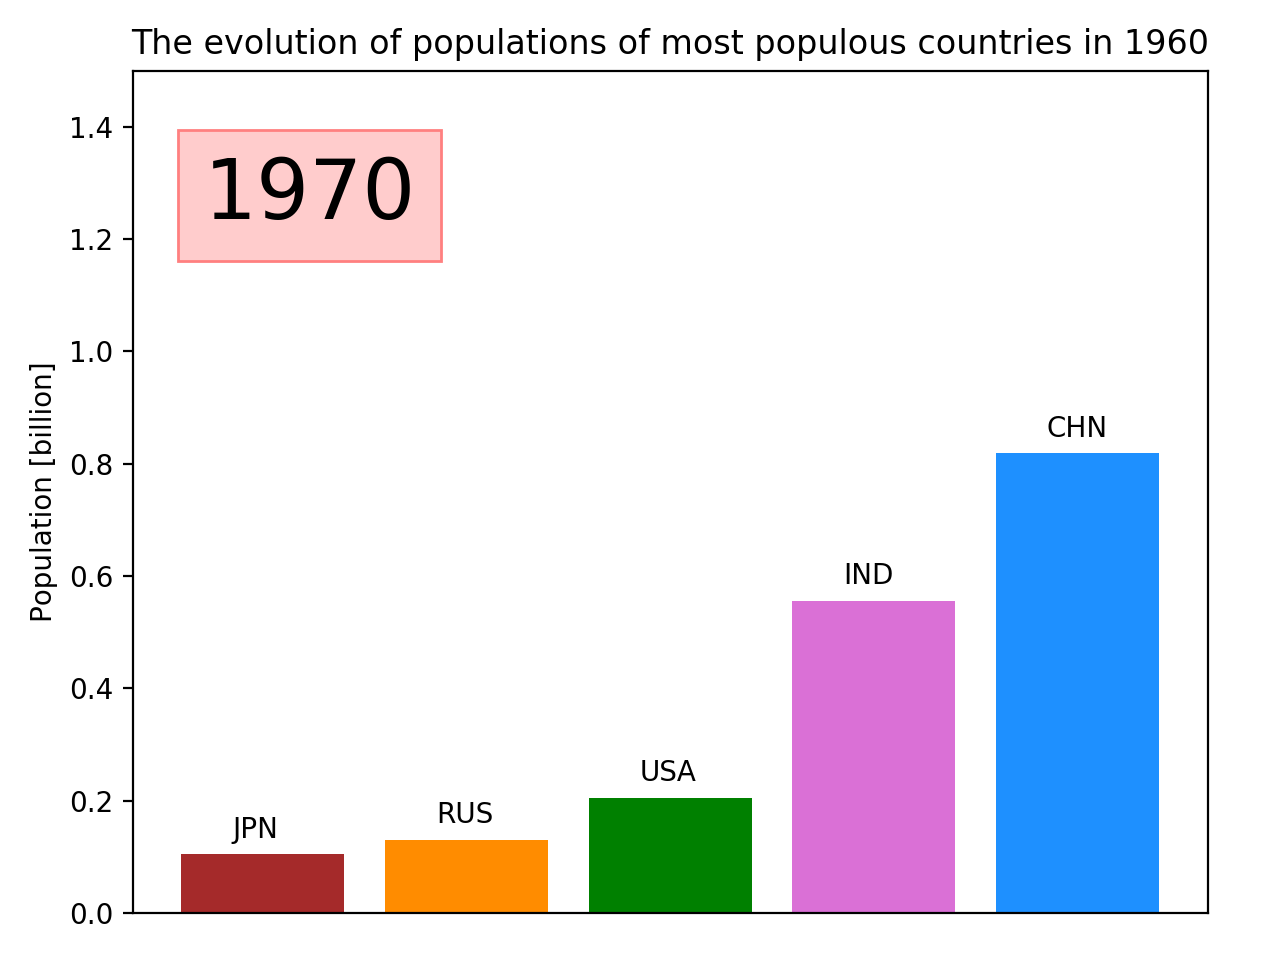 The evolution of populations of most populous countries in 1960
1970
Population [billion]
1.4
1.2
1.0
0.8
0.6
0.4
0.2
0.0
JPN
RUS
USA
IND
CHN